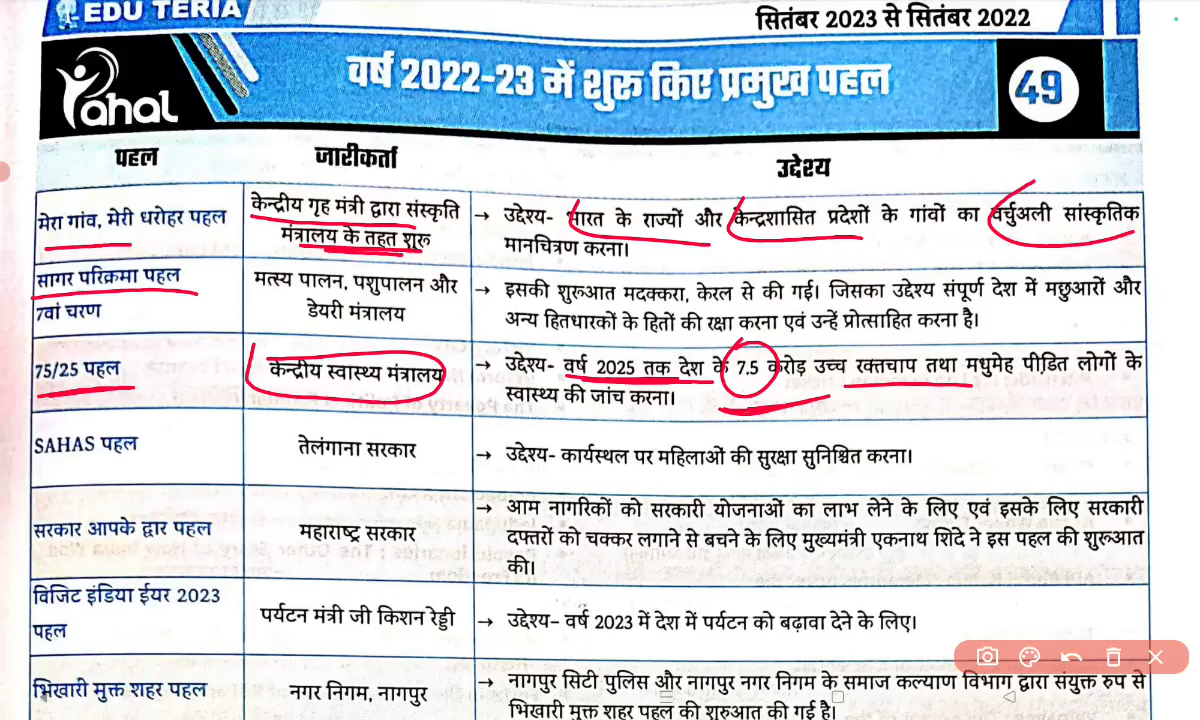 EDU TERIA
सितंबर 2023 से सितंबर 2022
Pahal
वर्ष 2022-23 में शुरु किए प्रमुख पहल
49
पहल
जारीकर्ता
उद्देश्य
मेरा गांव, मेरी धरोहर पहल
केन्द्रीय गृह मंत्री द्वारा संस्कृति
मंत्रालय के तहत शुरू
→ उद्देश्य- भारत के राज्यों और केन्द्रशासित प्रदेशों के गांवों का वर्चुअली सांस्कृतिक
मानचित्रण करना।
सागर परिक्रमा पहल
7वां चरण
मत्स्य पालन, पशुपालन और
डेयरी मंत्रालय
→ इसकी शुरूआत मदक्करा, केरल से की गई। जिसका उद्देश्य संपूर्ण देश में मछुआरों और
अन्य हितधारकों के हितों की रक्षा करना एवं उन्हें प्रोत्साहित करना है।
75/25 पहल
केन्द्रीय स्वास्थ्य मंत्रालय
→ उद्देश्य- वर्ष 2025 तक देश के 7.5 करोड़ उच्च रक्तचाप तथा मधुमेह पीड़ित लोगों के
स्वास्थ्य की जांच करना।
SAHAS पहल
तेलंगाना सरकार
→ उद्देश्य- कार्यस्थल पर महिलाओं की सुरक्षा सुनिश्चित करना।
सरकार आपके द्वार पहल
महाराष्ट्र सरकार
→ आम नागरिकों को सरकारी योजनाओं का लाभ लेने के लिए एवं इसके लिए सरकारी
दफ्तरों को चक्कर लगाने से बचने के लिए मुख्यमंत्री एकनाथ शिंदे ने इस पहल की शुरूआत
की।
विजिट इंडिया ईयर 2023
पहल
पर्यटन मंत्री जी किशन रेड्डी
→ उद्देश्य- वर्ष 2023 में देश में पर्यटन को बढ़ावा देने के लिए।
भिखारी मुक्त शहर पहल
नगर निगम, नागपुर
→ नागपुर सिटी पुलिस और नागपुर नगर निगम के समाज कल्याण विभाग द्वारा संयुक्त रुप से
भिखारी मुक्त शहर पहल की शुरुआत की गई है।